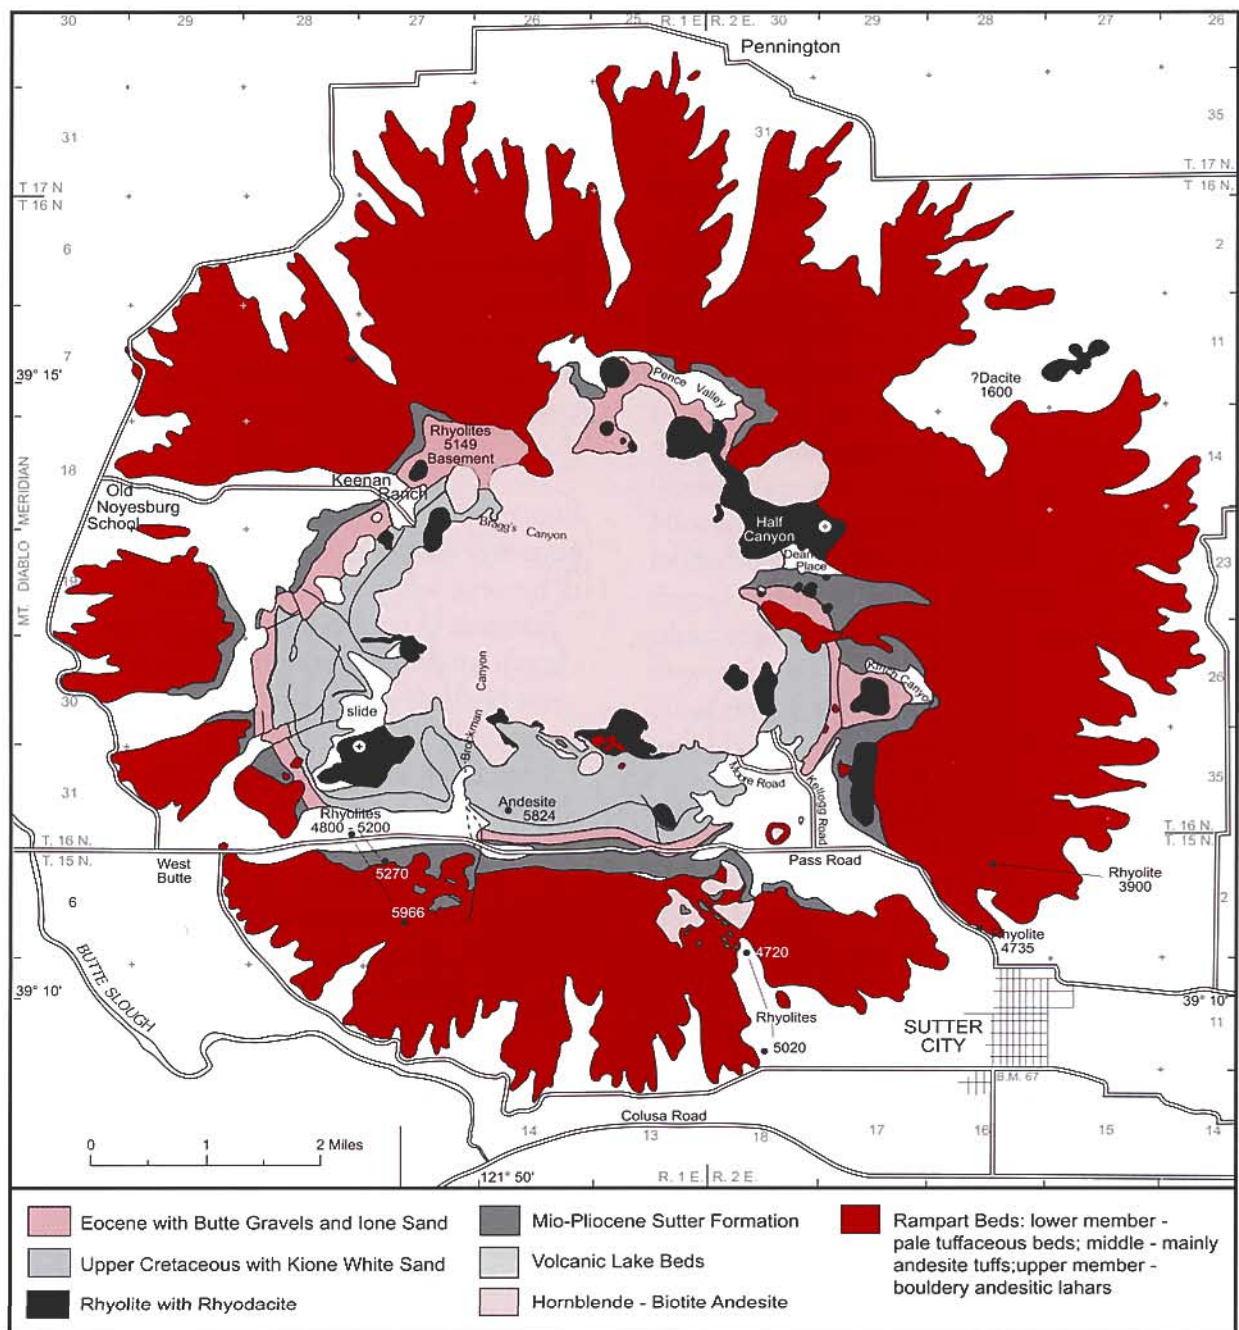 30
29
28
27
26
25
R. 1 E.
R. 2 E.
30
29
28
27
26
Pennington
31
31
35
T. 17 N.
T 17 N
T. 16 N.
T 16 N
6
2
7
11
39° 15'
Pence Valley
?Dacite
1600
Rhyolites
5149
Basement
18
14
Keenan
Ranch
Old
Noyesburg
School
MT. DIABLO MERIDIAN
Bragg's Canyon
Half
Canyon
Place
19
23
Kinch Canyo
26
30
Brockman Canyon
slide
Moore Road
Kellogg Road
35
31
Andesite
5824
Rhyolites
4800 - 5200
T. 16 N.
T. 15 N.
T. 16 N.
T. 15 N.
West
Butte
Pass Road
5270
Rhyolite
3900
6
2
5966
Rhyolite
4735
4720
BUTTE SLOUGH
39° 10'
39° 10'
Rhyolites
SUTTER
CITY
11
5020
B.M. 67
Colusa Road
0 1 2 Miles
14
13
18
17
16
15
14
121° 50'
R. 1 E.
R. 2 E.
Eocene with Butte Gravels and Ione Sand
Upper Cretaceous with Kione White Sand
Rhyolite with Rhyodacite
Mio-Pliocene Sutter Formation
Volcanic Lake Beds
Hornblende - Biotite Andesite
Rampart Beds: lower member -
pale tuffaceous beds; middle - mainly
andesite tuffs;upper member -
bouldery andesitic lahars